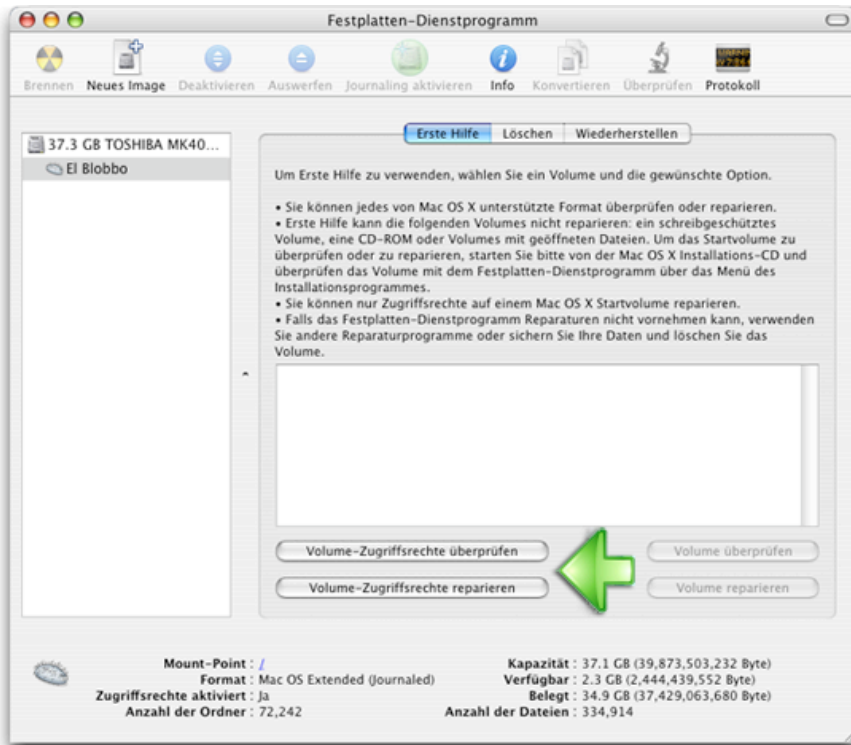 Festplatten-Dienstprogramm
Brennen Neues Image Deaktivieren Auswerfen Journaling aktivieren Info Konvertieren Überprüfen Protokoll
37.3 GB TOSHIBA MK40...
El Blobbo
Erste Hilfe Löschen Wiederherstellen
Um Erste Hilfe zu verwenden, wählen Sie ein Volume und die gewünschte Option.
• Sie können jedes von Mac OS X unterstützte Format überprüfen oder reparieren.
• Erste Hilfe kann die folgenden Volumes nicht reparieren: ein schreibgeschütztes
Volume, eine CD-ROM oder Volumes mit geöffneten Dateien. Um das Startvolume zu
überprüfen oder zu reparieren, starten Sie bitte von der Mac OS X Installations-CD und
überprüfen das Volume mit dem Festplatten-Dienstprogramm über das Menü des
Installationsprogrammes.
• Sie können nur Zugriffsrechte auf einem Mac OS X Startvolume reparieren.
• Falls das Festplatten-Dienstprogramm Reparaturen nicht vornehmen kann, verwenden
Sie andere Reparaturprogramme oder sichern Sie Ihre Daten und löschen Sie das
Volume.
Volume-Zugriffsrechte überprüfen Volume überprüfen
Volume-Zugriffsrechte reparieren Volume reparieren
Mount-Point : / Kapazität : 37.1 GB (39,873,503,232 Byte)
Format : Mac OS Extended (Journaled) Verfügbar : 2.3 GB (2,444,439,552 Byte)
Zugriffsrechte aktiviert : Ja Belegt : 34.9 GB (37,429,063,680 Byte)
Anzahl der Ordner : 72,242 Anzahl der Dateien : 334,914